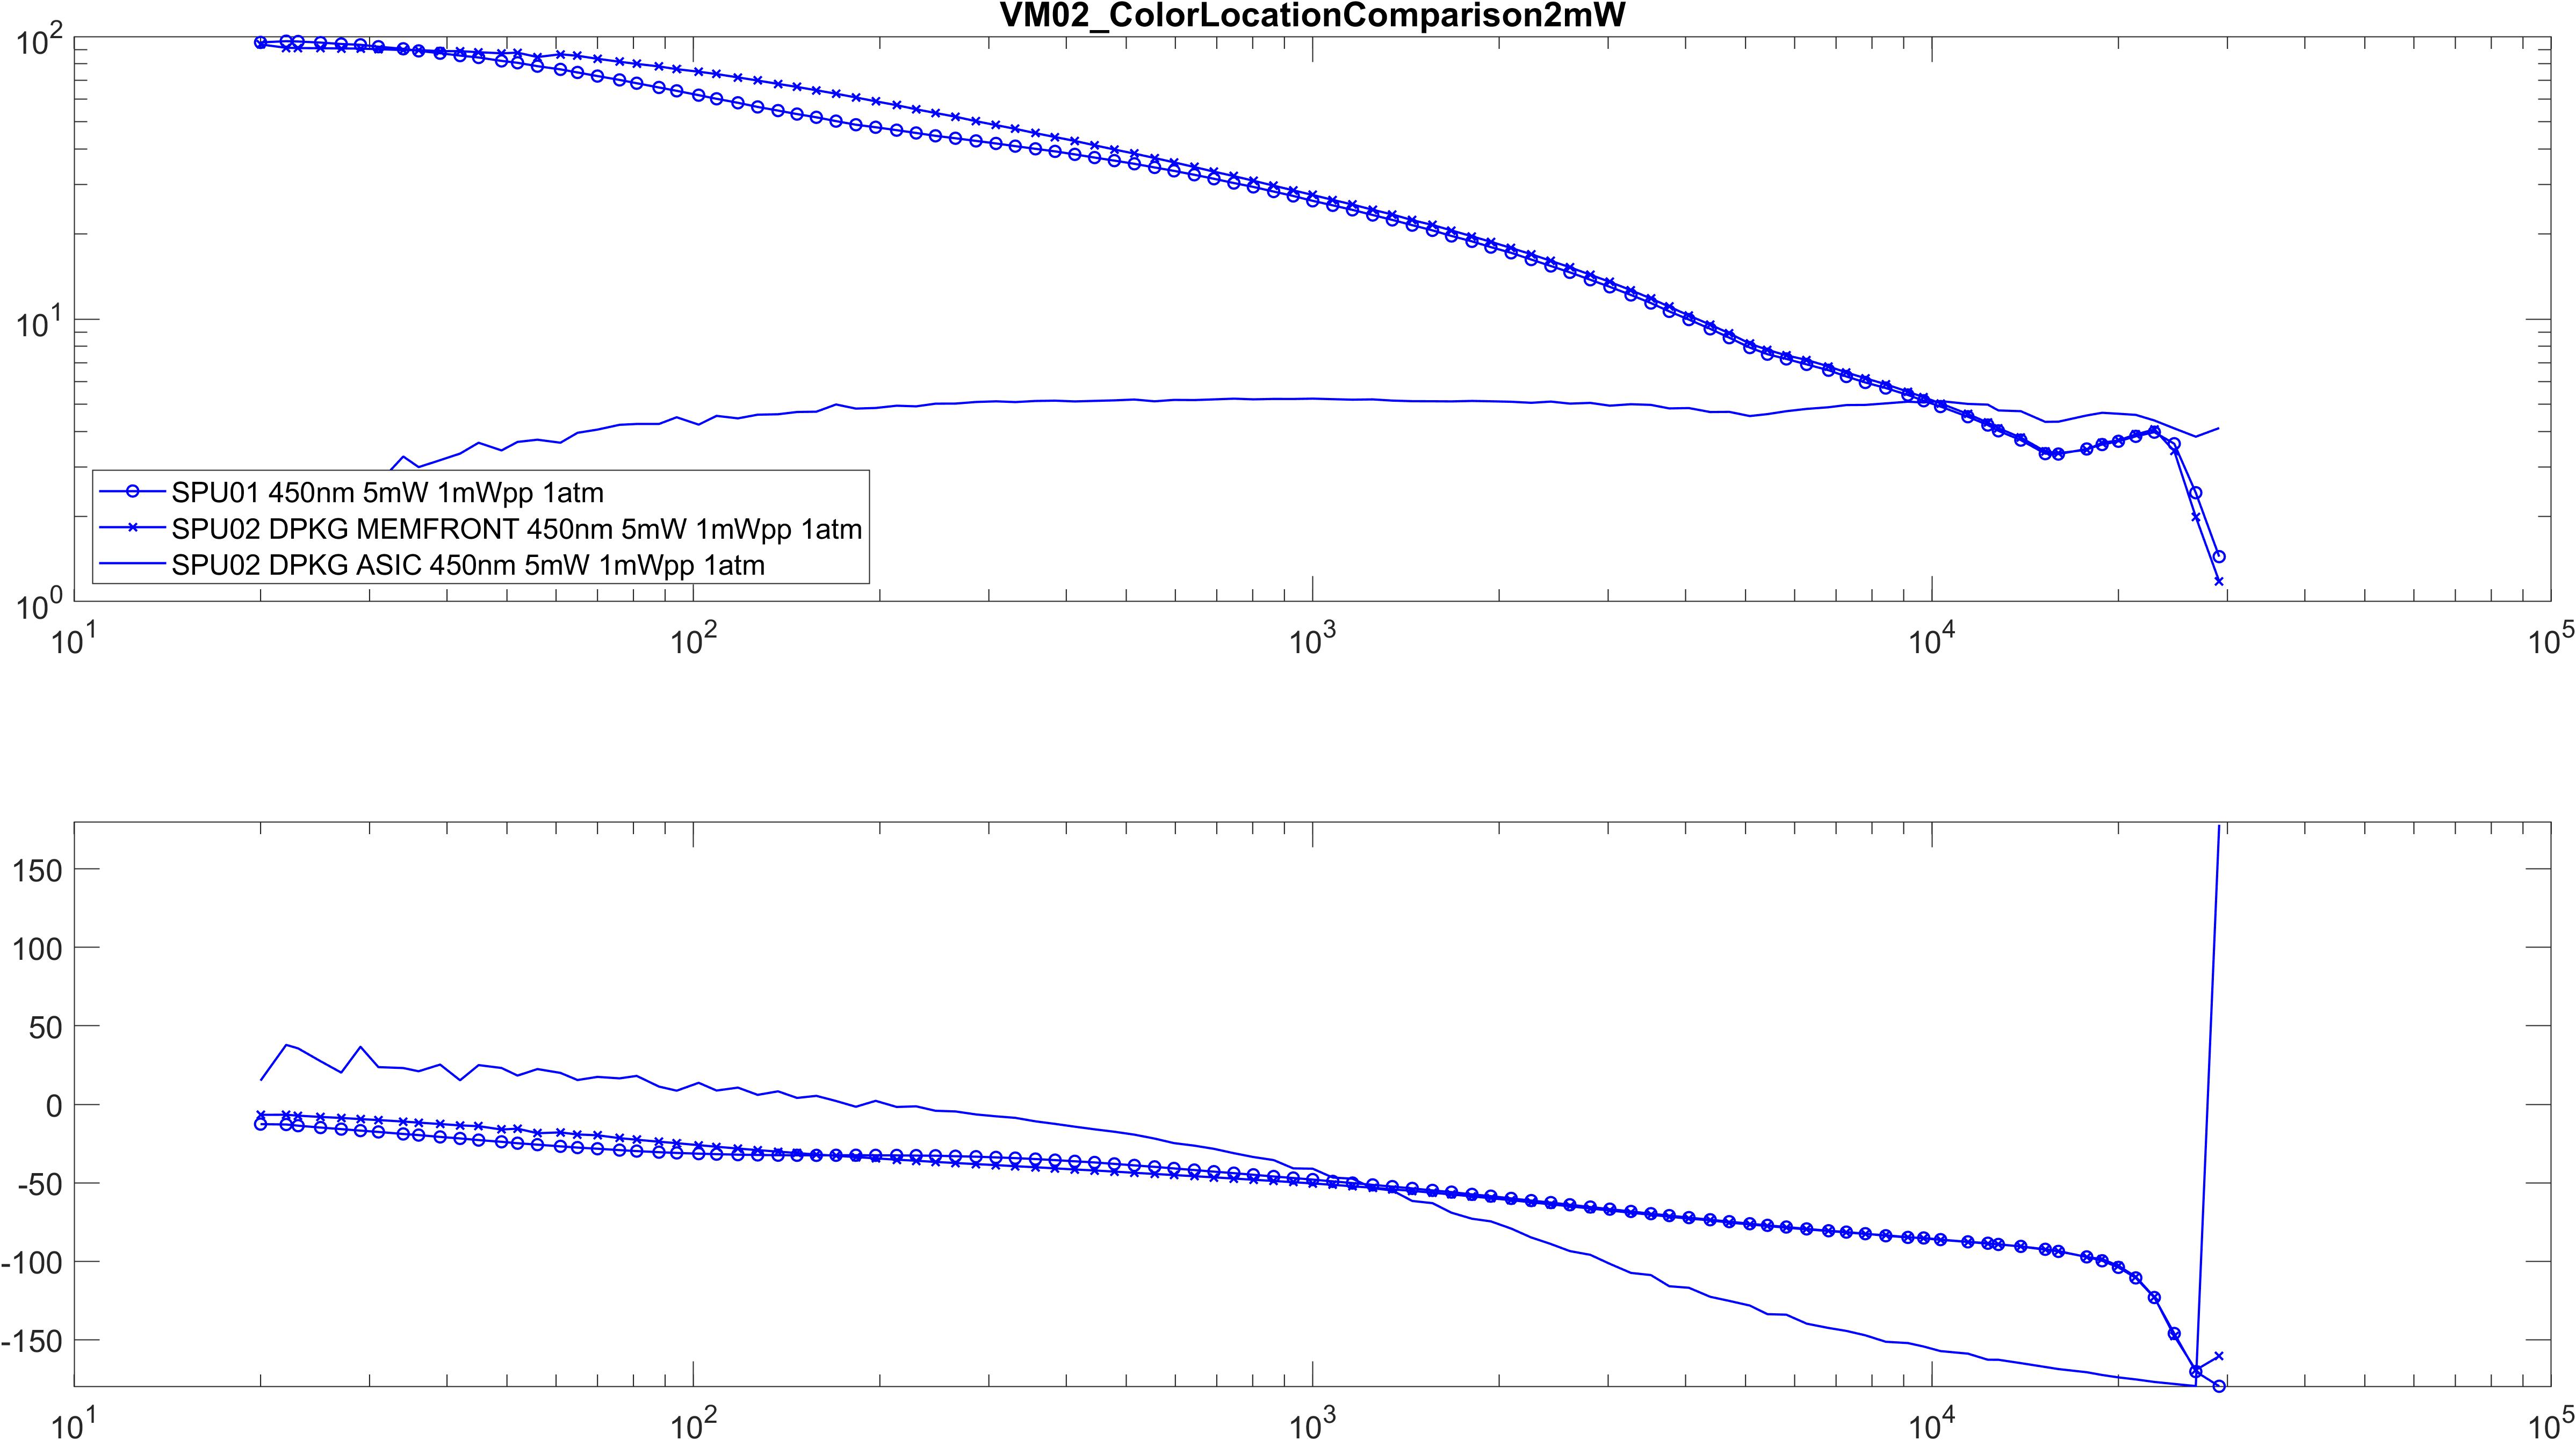 VM02_ColorLocationComparison2mW
10^2
10^1
10^0
SPU01 450nm 5mW 1mWpp 1atm
SPU02 DPKG MEMFRONT 450nm 5mW 1mWpp 1atm
SPU02 DPKG ASIC 450nm 5mW 1mWpp 1atm
10^1 10^2 10^3 10^4 10^5
150
100
50
0
-50
-100
-150
10^1 10^2 10^3 10^4 10^5